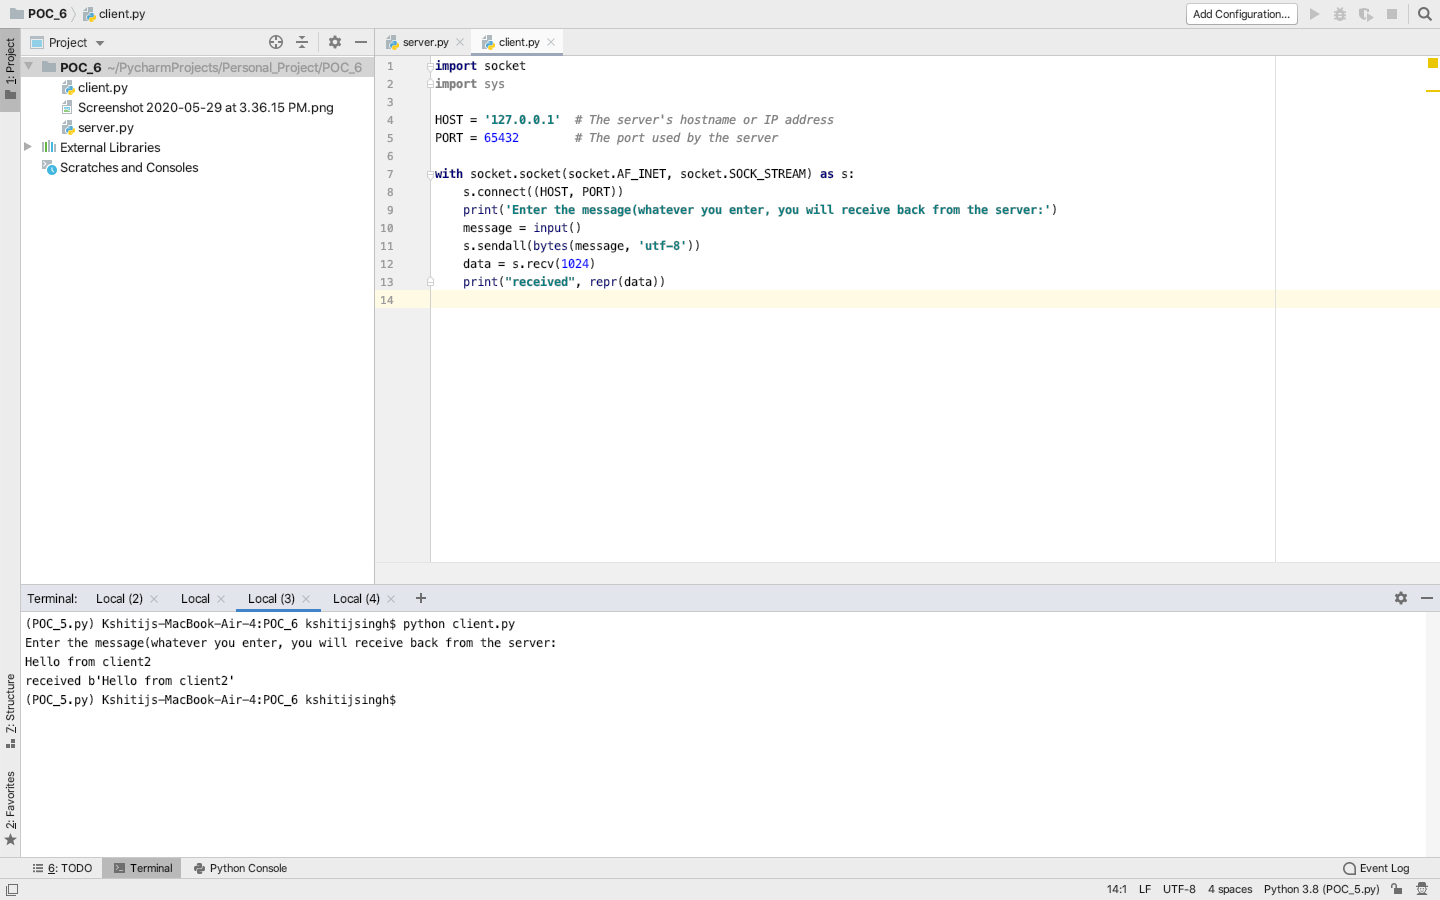 POC_6 client.py
Add Configuration...
1: Project
Project
server.py
client.py
POC_6 ~/PycharmProjects/Personal_Project/POC_6
client.py
Screenshot 2020-05-29 at 3.36.15 PM.png
server.py
External Libraries
Scratches and Consoles
1 import socket
2 import sys
3
4 HOST = '127.0.0.1'  # The server's hostname or IP address
5 PORT = 65432        # The port used by the server
6
7 with socket.socket(socket.AF_INET, socket.SOCK_STREAM) as s:
8     s.connect((HOST, PORT))
9     print('Enter the message(whatever you enter, you will receive back from the server:')
10     message = input()
11     s.sendall(bytes(message, 'utf-8'))
12     data = s.recv(1024)
13     print("received", repr(data))
14
Terminal: Local (2) Local Local (3) Local (4)
(POC_5.py) Kshitijs-MacBook-Air-4:POC_6 kshitijsingh$ python client.py
Enter the message(whatever you enter, you will receive back from the server:
Hello from client2
received b'Hello from client2'
(POC_5.py) Kshitijs-MacBook-Air-4:POC_6 kshitijsingh$
Z: Structure
2: Favorites
6: TODO Terminal Python Console Event Log
14:1 LF UTF-8 4 spaces Python 3.8 (POC_5.py)